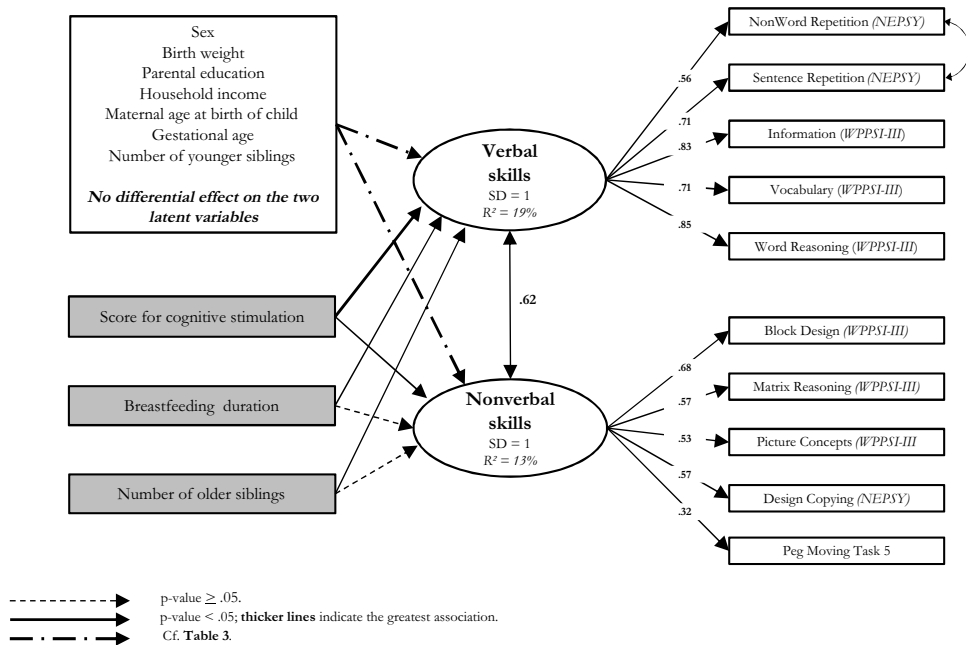 Sex
Birth weight
Parental education
Household income
Maternal age at birth of child
Gestational age
Number of younger siblings
No differential effect on the two
latent variables
Score for cognitive stimulation
Breastfeeding duration
Number of older siblings
Verbal
skills
SD = 1
R² = 19%
.62
Nonverbal
skills
SD = 1
R² = 13%
NonWord Repetition (NEPSY)
.56
Sentence Repetition (NEPSY)
.71
Information (WPPSI-III)
.83
Vocabulary (WPPSI-III)
.71
Word Reasoning (WPPSI-III)
.85
Block Design (WPPSI-III)
.68
Matrix Reasoning (WPPSI-III)
.57
Picture Concepts (WPPSI-III
.53
Design Copying (NEPSY)
.57
Peg Moving Task 5
.32
p-value ≥ .05.
p-value < .05; thicker lines indicate the greatest association.
Cf. Table 3.